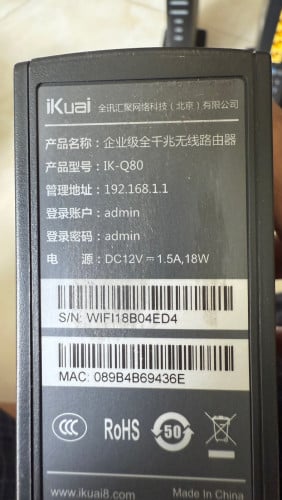 iKuai 全讯汇聚网络科技（北京）有限公司
产品名称：企业级全千兆无线路由器
产品型号：IK-Q80
管理地址：192.168.1.1
登录账户：admin
登录密码：admin
电 源：DC12V⎓1.5A,18W
S/N: WIFI18B04ED4
MAC: 089B4B69436E
CCC RoHS 50
www.ikuai8.com Made In China